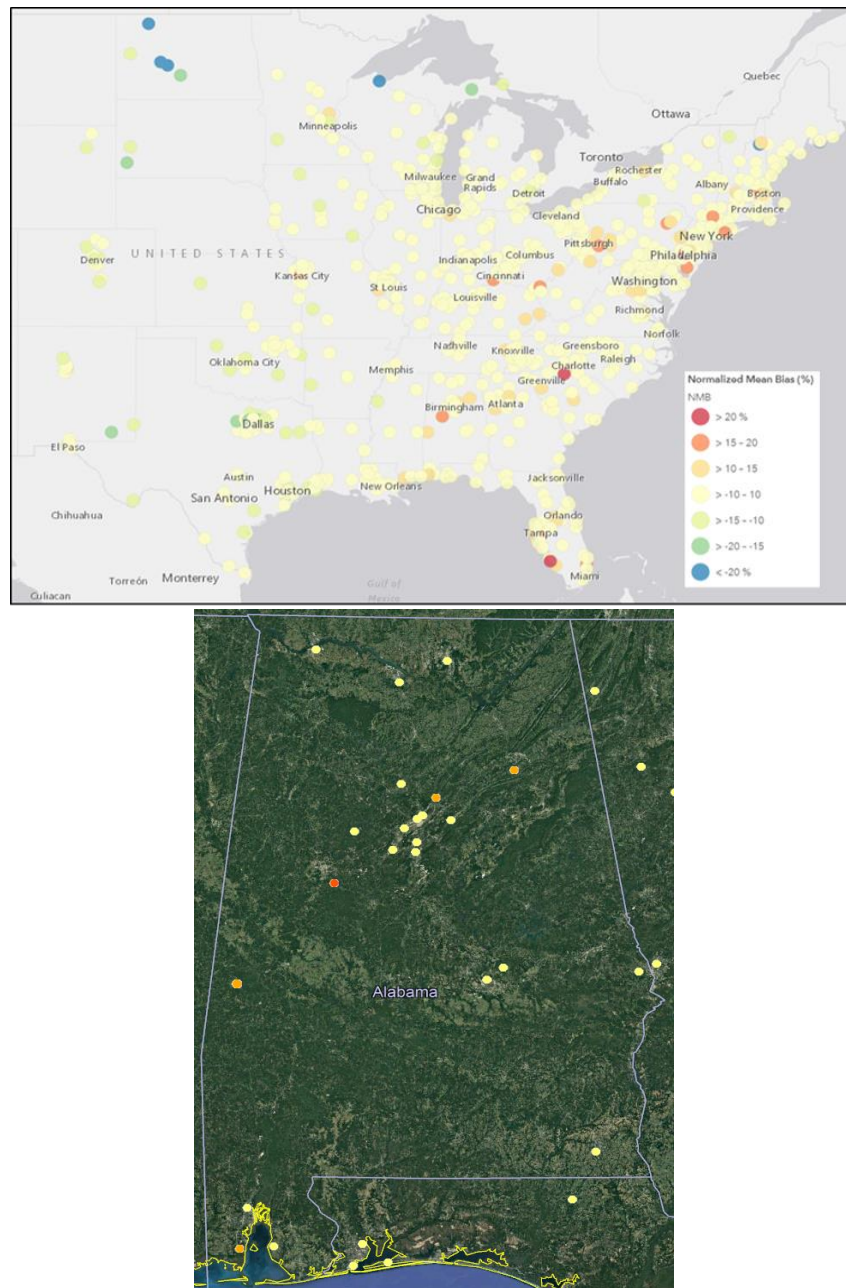 Quebec
Ottawa
Minneapolis
Toronto
Rochester
Buffalo
Albany
Boston
Providence
Milwaukee
Grand
Rapids
Detroit
Chicago
Cleveland
New York
Pittsburgh
Philadelphia
Denver
UNITED STATES
Indianapolis
Columbus
Cincinnati
Washington
Kansas City
St Louis
Louisville
Richmond
Norfolk
Nashville
Knoxville
Greensboro
Raleigh
Oklahoma City
Memphis
Charlotte
Greenville
Birmingham
Atlanta
Dallas
El Paso
Austin
San Antonio
Houston
New Orleans
Jacksonville
Chihuahua
Orlando
Tampa
Torreón
Monterrey
Gulf of
Mexico
Miami
Culiacan
Normalized Mean Bias (%)
NMB
> 20 %
> 15 - 20
> 10 - 15
> -10 - 10
> -15 - -10
> -20 - -15
< -20 %
Alabama